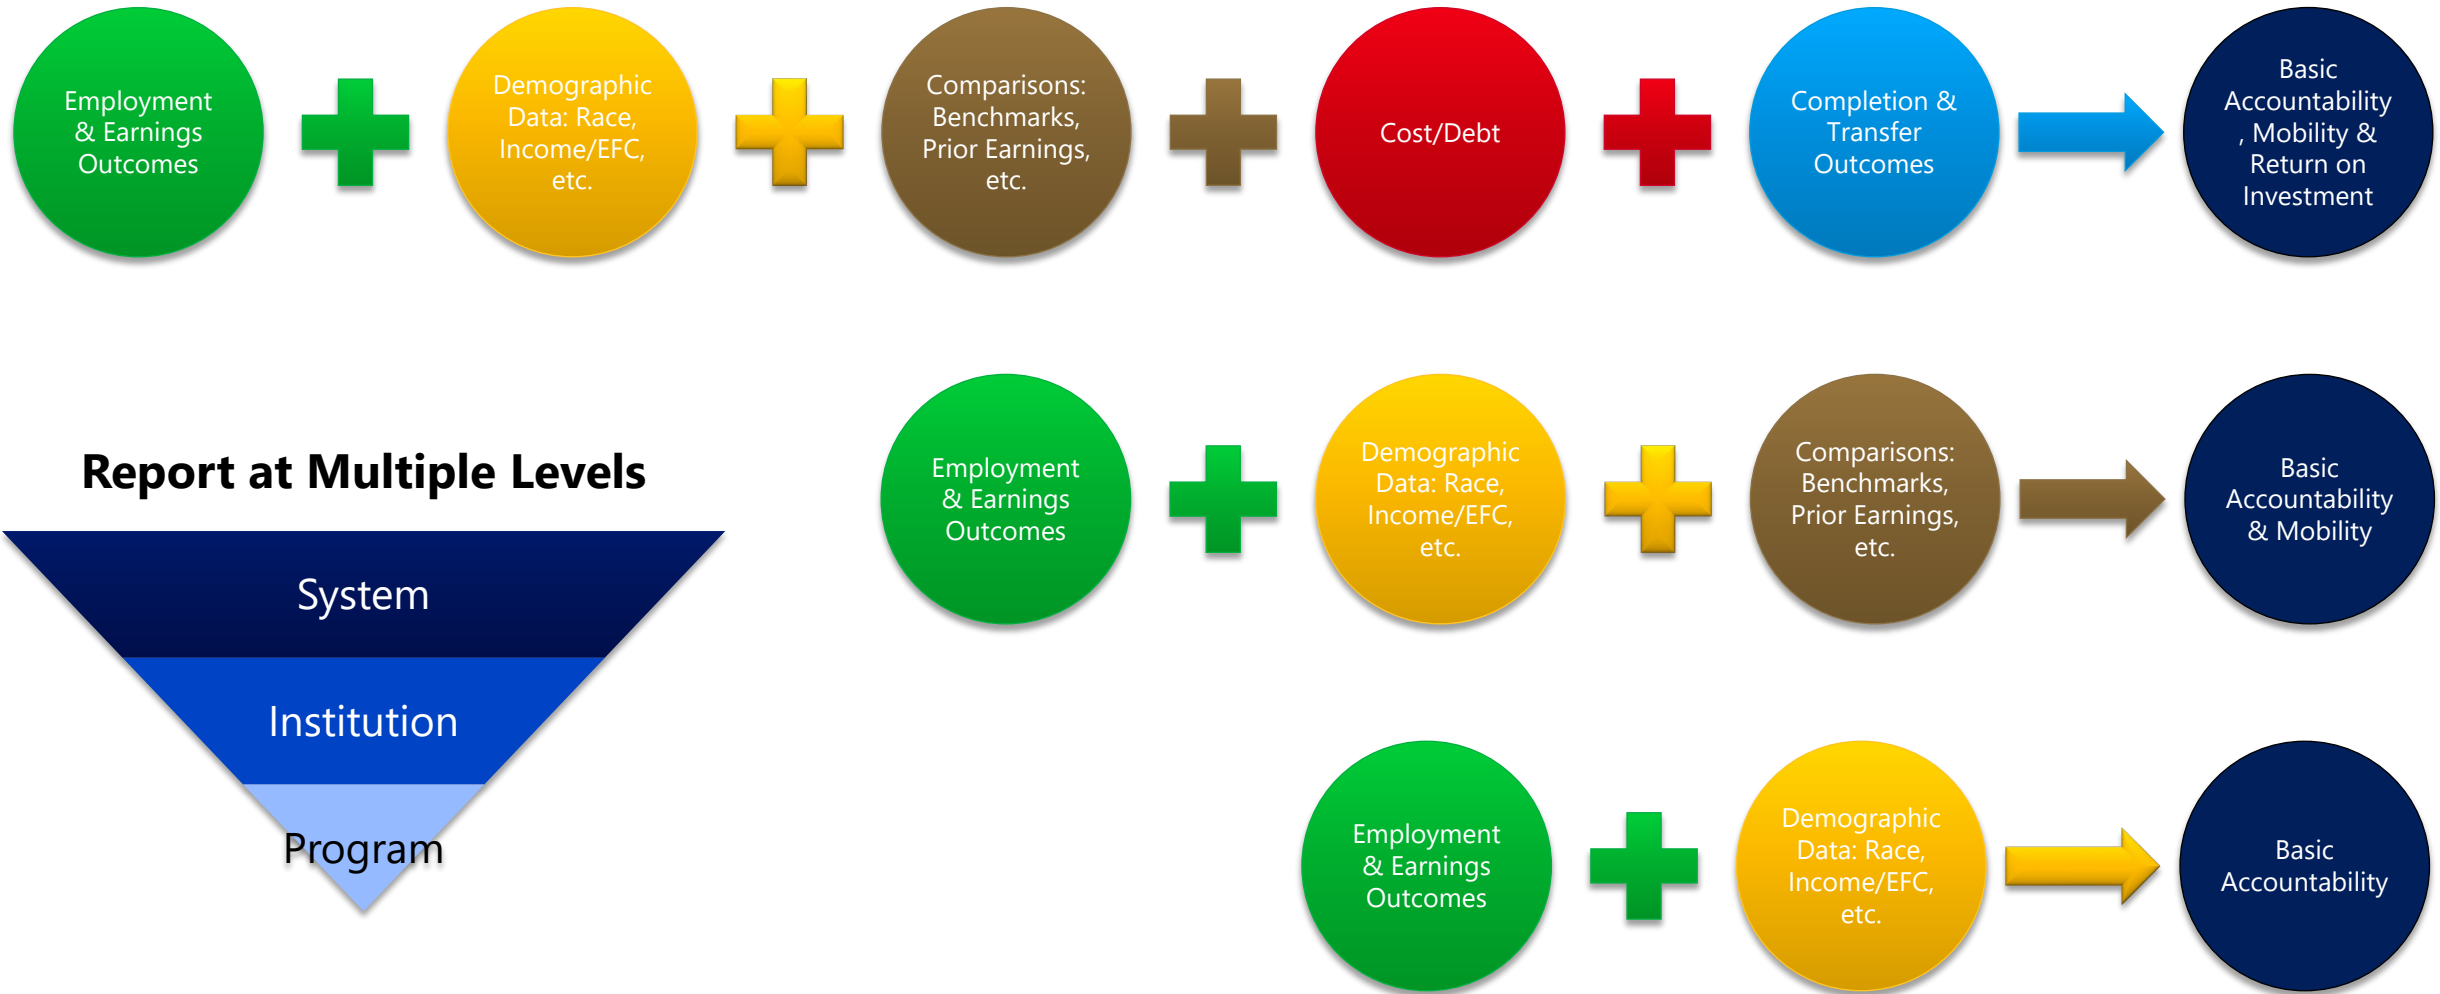 Employment
& Earnings
Outcomes
Demographic
Data: Race,
Income/EFC,
etc.
Comparisons:
Benchmarks,
Prior Earnings,
etc.
Cost/Debt
Completion &
Transfer
Outcomes
Basic
Accountability
, Mobility &
Return on
Investment
Report at Multiple Levels
System
Institution
Program
Employment
& Earnings
Outcomes
Demographic
Data: Race,
Income/EFC,
etc.
Comparisons:
Benchmarks,
Prior Earnings,
etc.
Basic
Accountability
& Mobility
Employment
& Earnings
Outcomes
Demographic
Data: Race,
Income/EFC,
etc.
Basic
Accountability